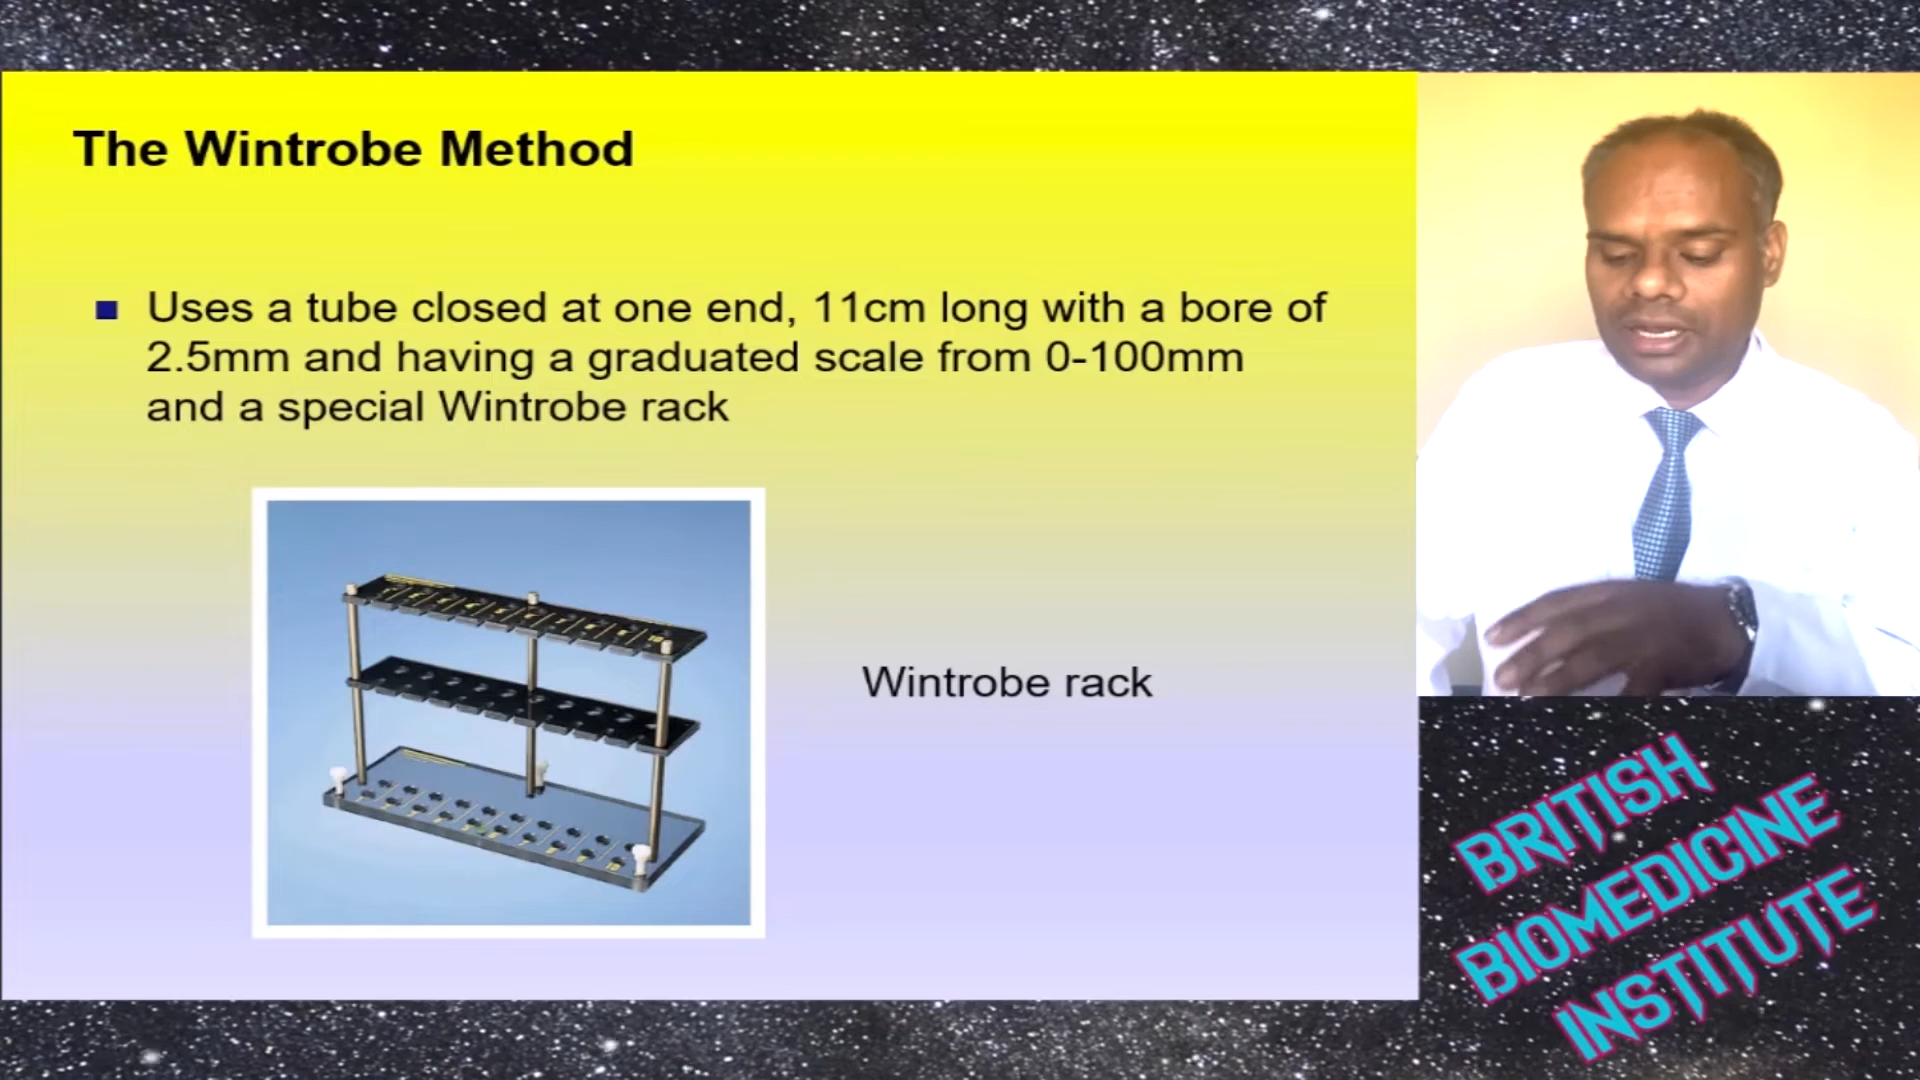 The Wintrobe Method
Uses a tube closed at one end, 11cm long with a bore of
2.5mm and having a graduated scale from 0-100mm
and a special Wintrobe rack
Wintrobe rack
BRITISH
BIOMEDICINE
INSTITUTE